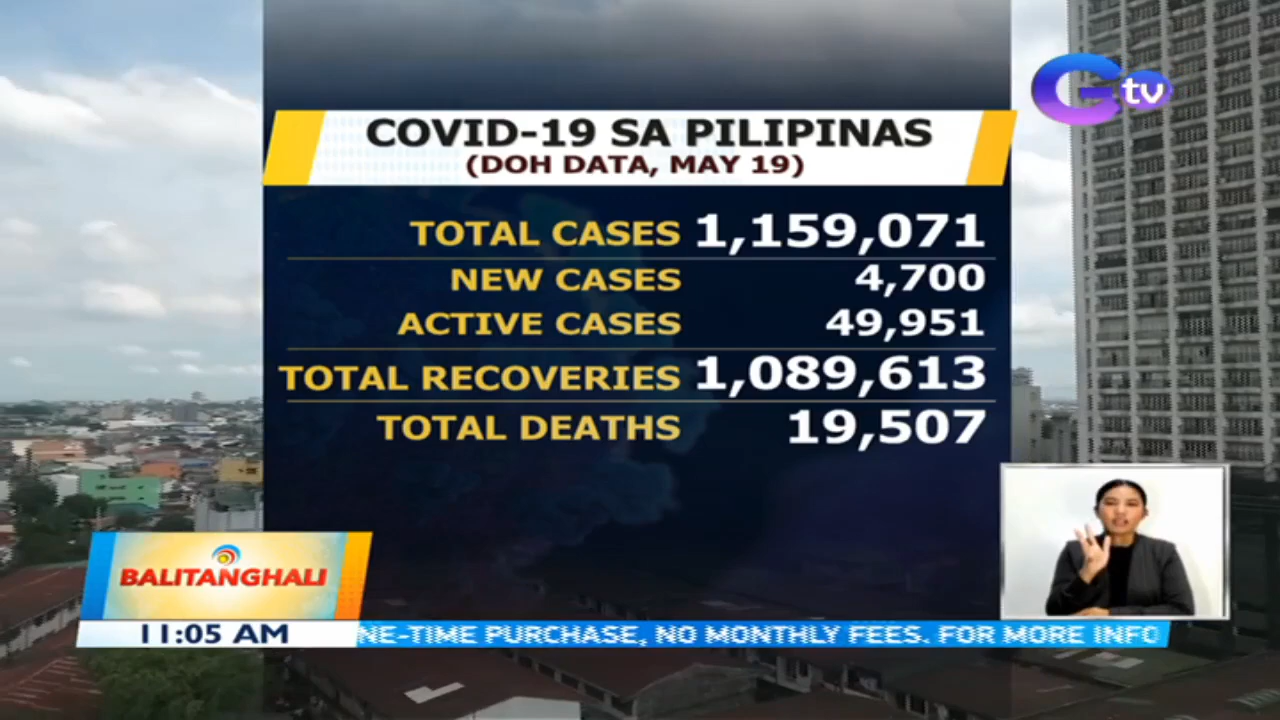 Gtv
COVID-19 SA PILIPINAS
(DOH DATA, MAY 19)
TOTAL CASES 1,159,071
NEW CASES 4,700
ACTIVE CASES 49,951
TOTAL RECOVERIES 1,089,613
TOTAL DEATHS 19,507
BALITANGHALI
11:05 AM NE-TIME PURCHASE, NO MONTHLY FEES. FOR MORE INFO